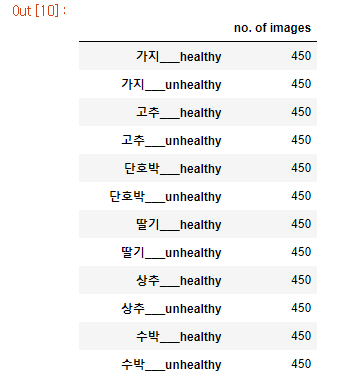 Out [10] :
no. of images
가지___healthy 450
가지___unhealthy 450
고추___healthy 450
고추___unhealthy 450
단호박___healthy 450
단호박___unhealthy 450
딸기___healthy 450
딸기___unhealthy 450
상추___healthy 450
상추___unhealthy 450
수박___healthy 450
수박___unhealthy 450